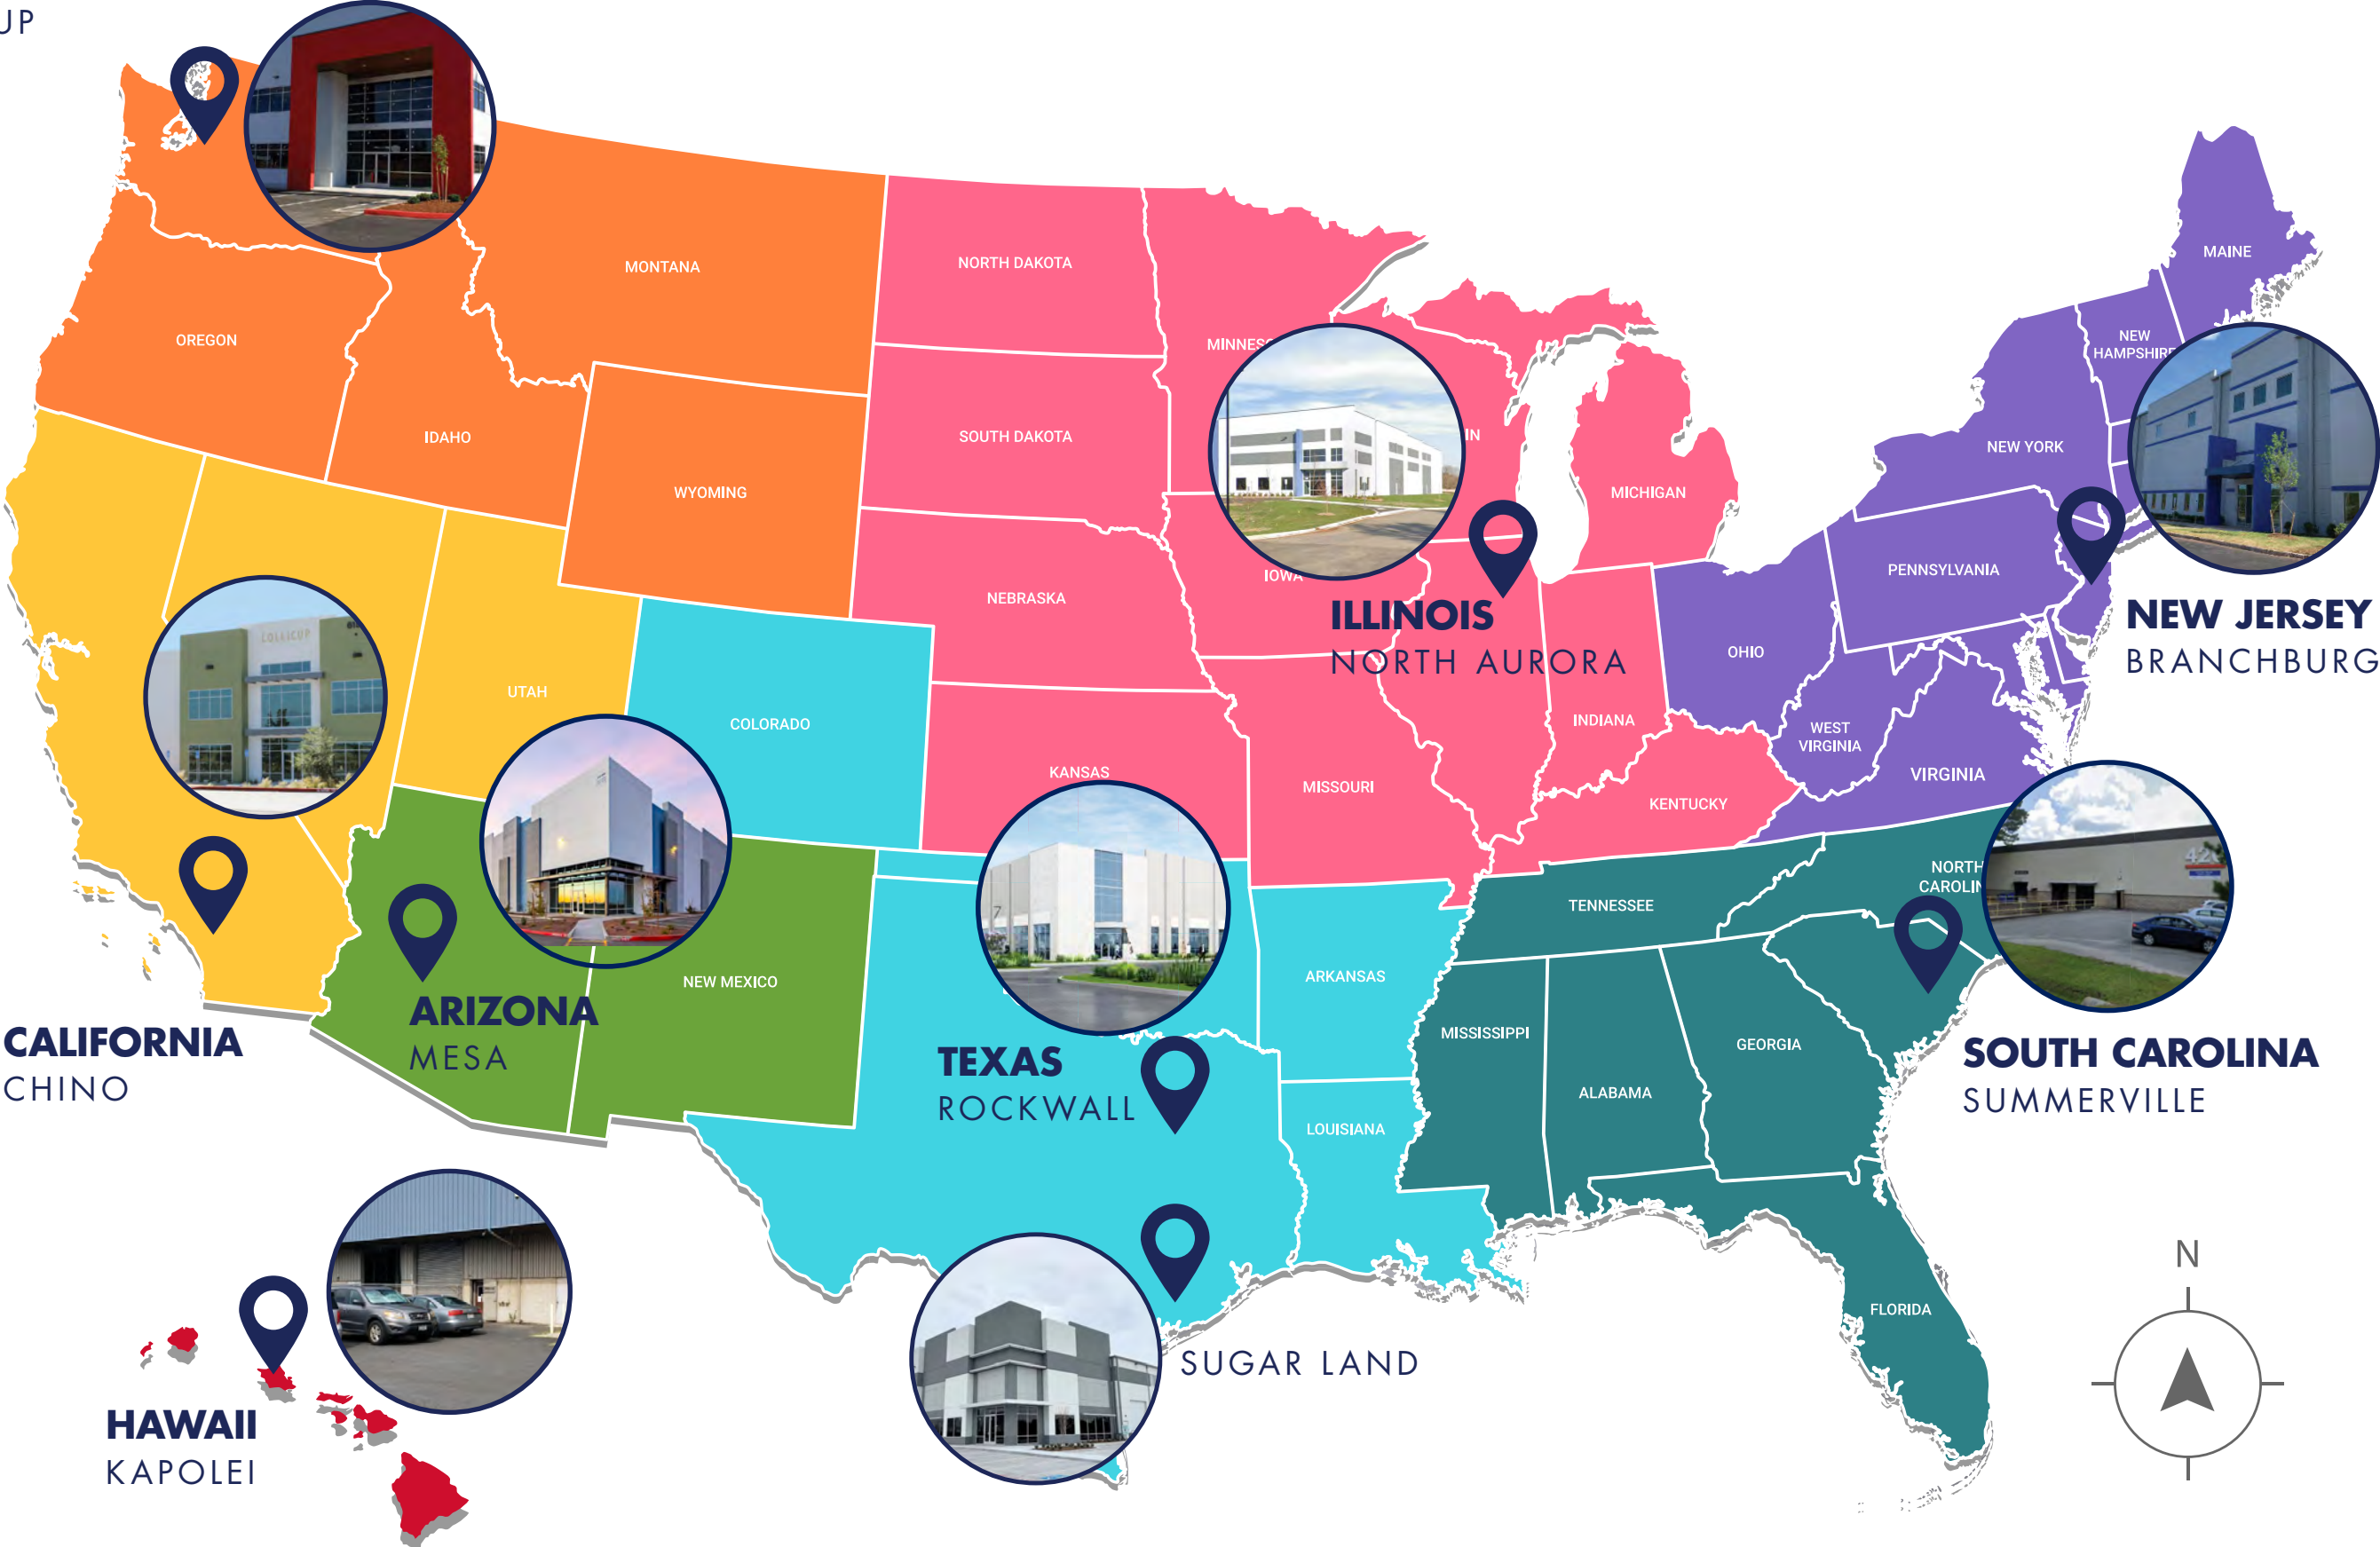 UP
MONTANA
NORTH DAKOTA
MAINE
OREGON
NEW
HAMPSHIRE
IDAHO
SOUTH DAKOTA
NEW YORK
WYOMING
MICHIGAN
IOWA
PENNSYLVANIA
NEBRASKA
ILLINOIS
NORTH AURORA
NEW JERSEY
BRANCHBURG
LOLLICUP
OHIO
UTAH
COLORADO
INDIANA
WEST
VIRGINIA
KANSAS
VIRGINIA
MISSOURI
KENTUCKY
420
NORTH
CAROLIN
TENNESSEE
ARKANSAS
NEW MEXICO
ARIZONA
MESA
MISSISSIPPI
GEORGIA
CALIFORNIA
CHINO
TEXAS
ROCKWALL
SOUTH CAROLINA
SUMMERVILLE
ALABAMA
LOUISIANA
MINNESO
IN
N
FLORIDA
SUGAR LAND
HAWAII
KAPOLEI